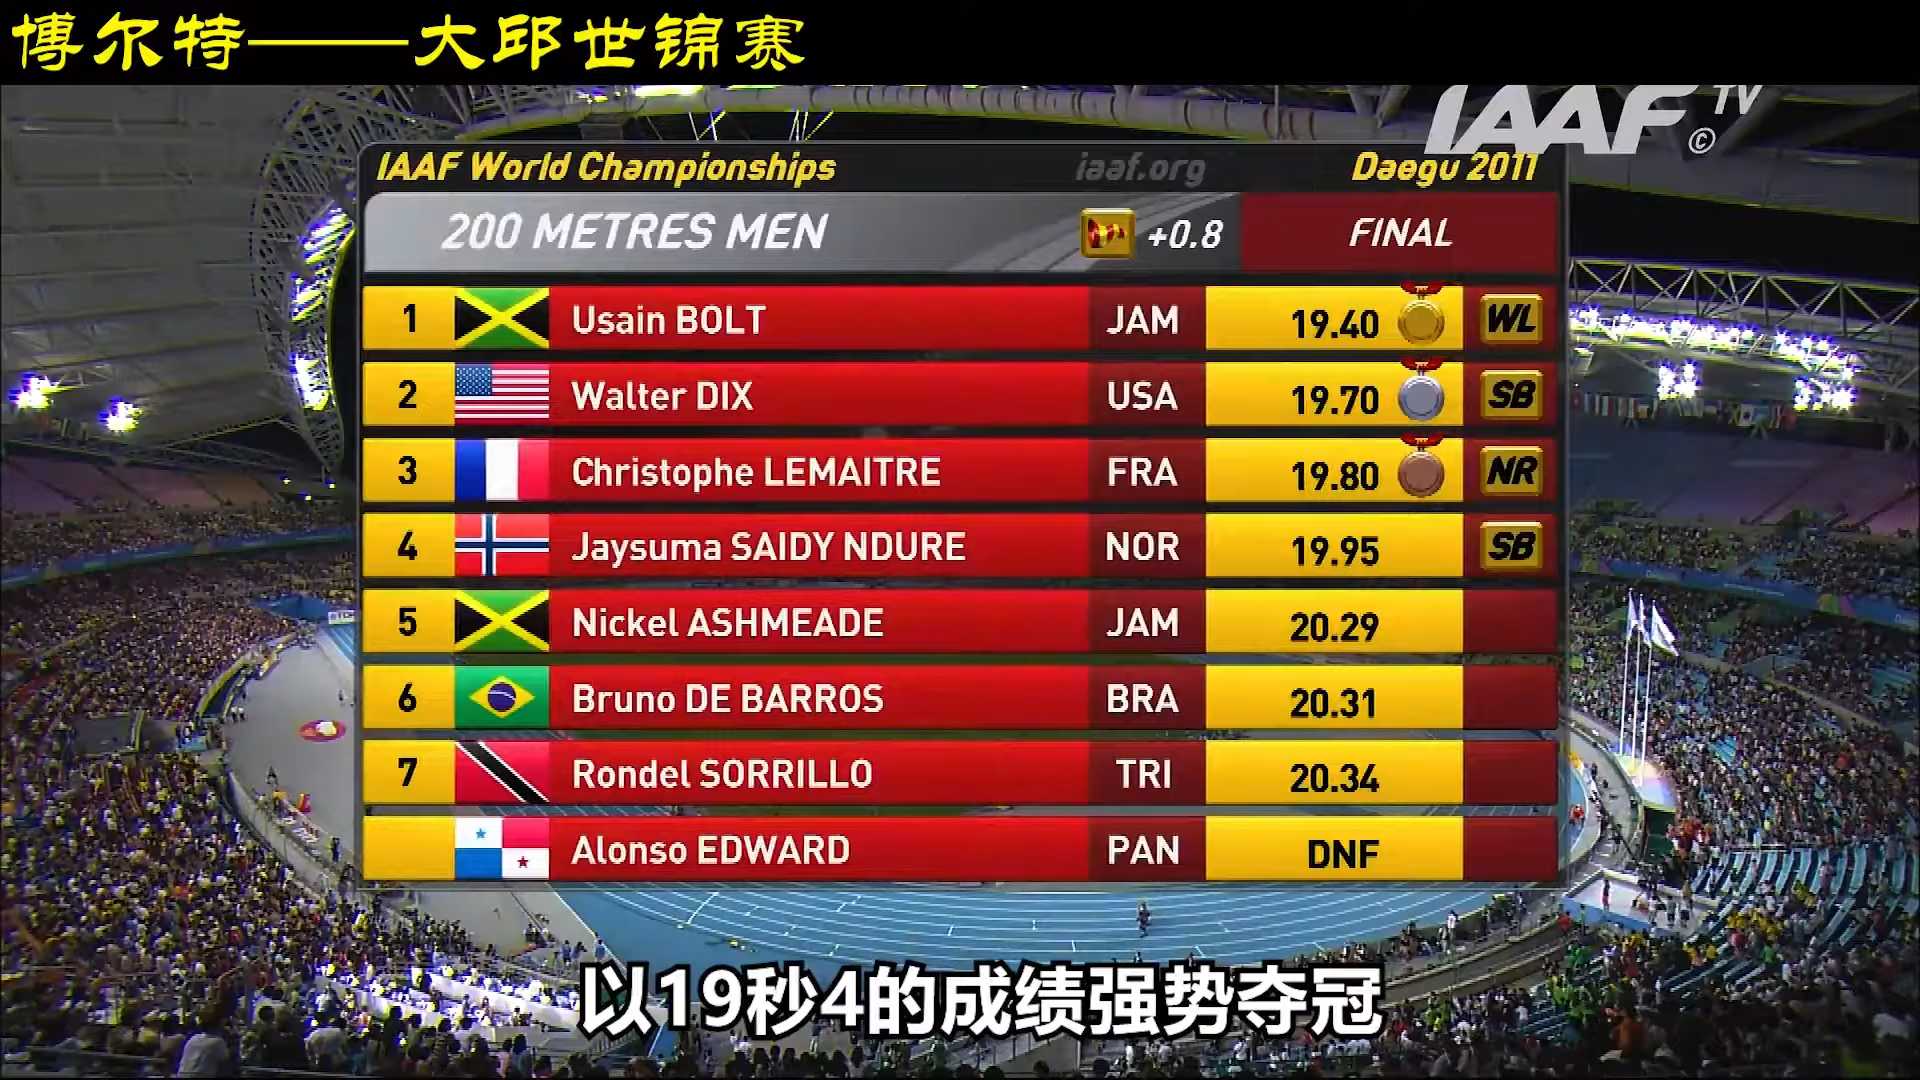 博尔特——大邱世锦赛
IAAF TV ©
IAAF World Championships iaaf.org Daegu 2011
200 METRES MEN +0.8 FINAL
1 Usain BOLT JAM 19.40 WL
2 Walter DIX USA 19.70 SB
3 Christophe LEMAITRE FRA 19.80 NR
4 Jaysuma SAIDY NDURE NOR 19.95 SB
5 Nickel ASHMEADE JAM 20.29
6 Bruno DE BARROS BRA 20.31
7 Rondel SORRILLO TRI 20.34
Alonso EDWARD PAN DNF
以19秒4的成绩强势夺冠